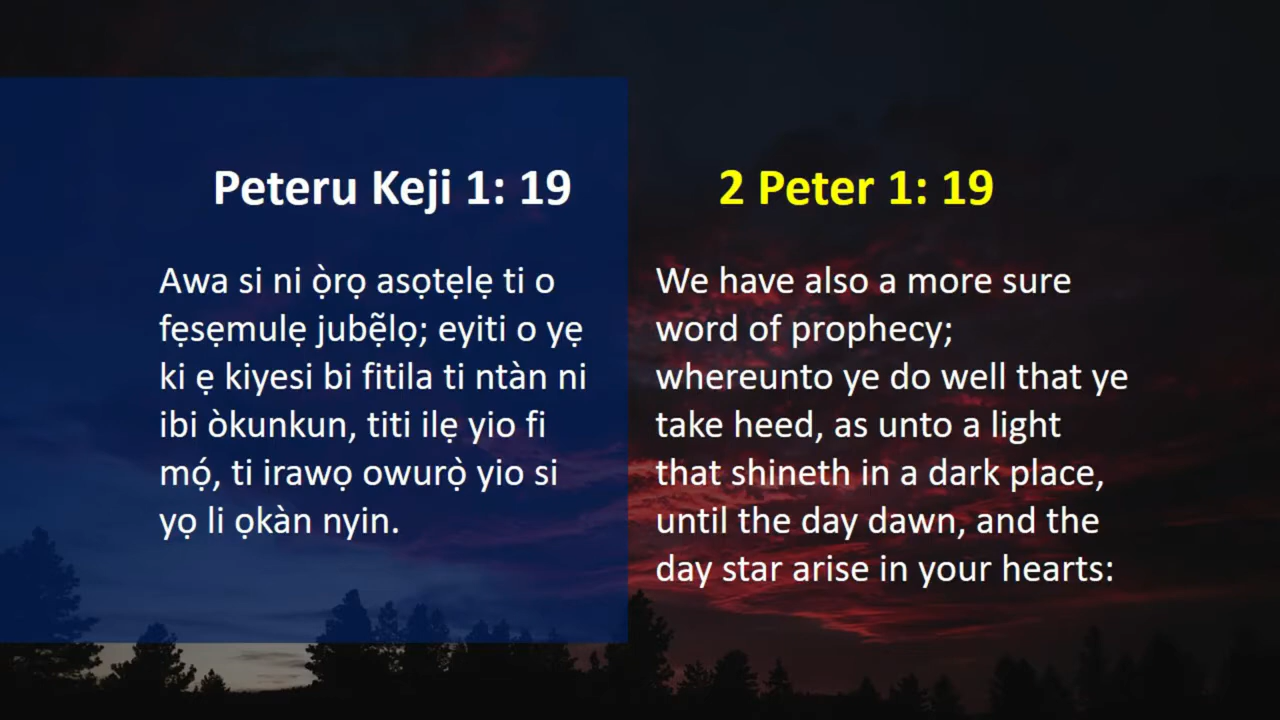 Peteru Keji 1: 19
Awa si ni ọ̀rọ asọtẹlẹ ti o
fẹsẹmulẹ jubẹ̃lọ; eyiti o yẹ
ki ẹ kiyesi bi fitila ti ntàn ni
ibi òkunkun, titi ilẹ yio fi
mọ́, ti irawọ owurọ̀ yio si
yọ li ọkàn nyin.
2 Peter 1: 19
We have also a more sure
word of prophecy;
whereunto ye do well that ye
take heed, as unto a light
that shineth in a dark place,
until the day dawn, and the
day star arise in your hearts: